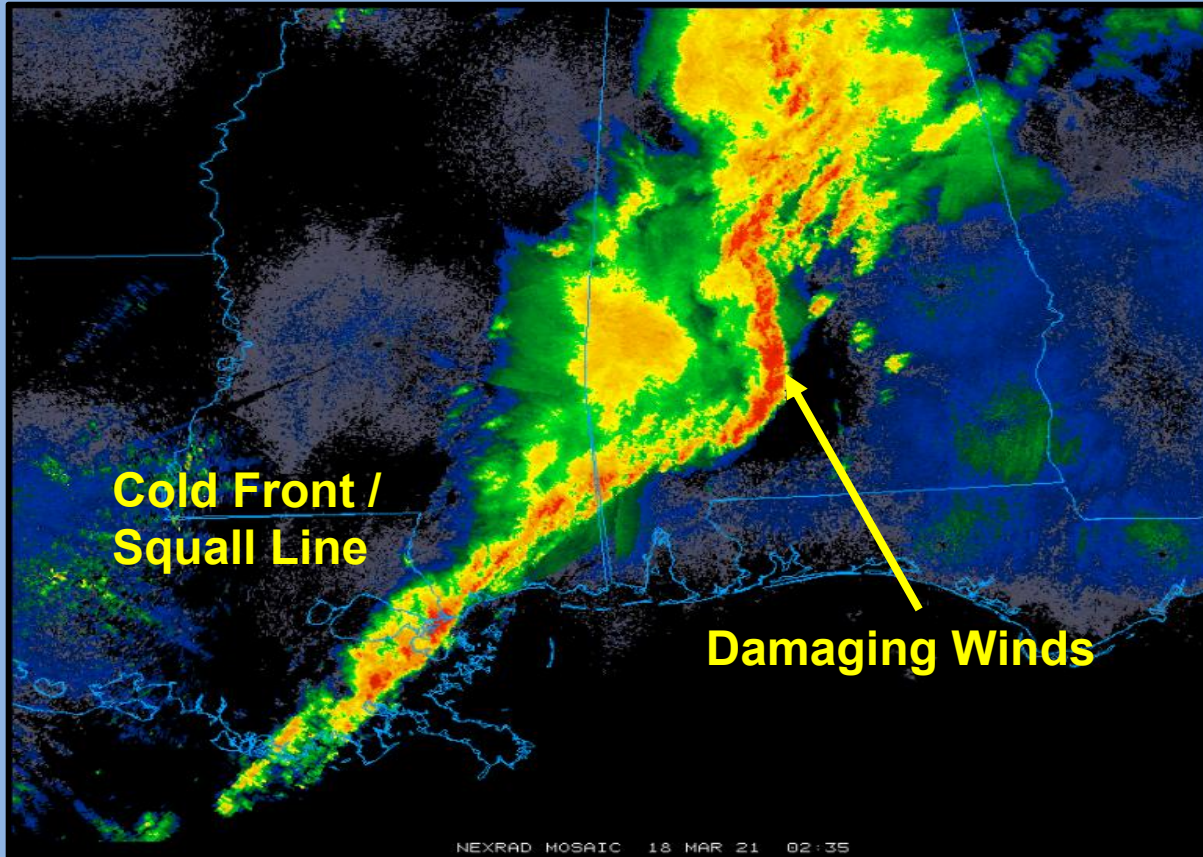 Cold Front /
Squall Line
Damaging Winds
NEXRAD MOSAIC 18 MAR 21 02:35